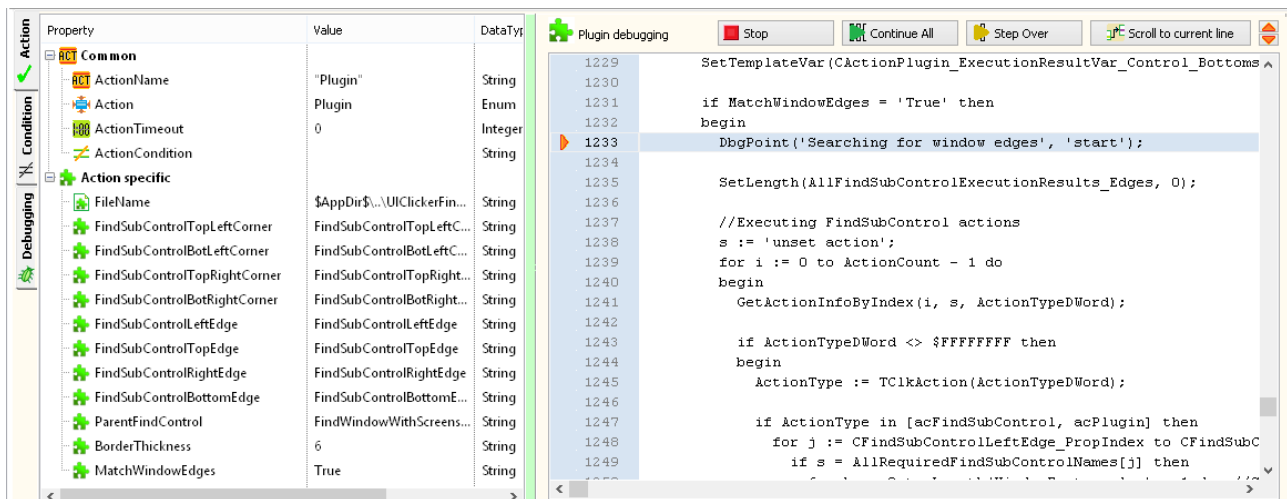 Action
Condition
Debugging
Property Value DataTyp
Common
ActionName "Plugin" String
Action Plugin Enum
ActionTimeout 0 Integer
ActionCondition String
Action specific
FileName $AppDir$\..\UIClickerFin... String
FindSubControlTopLeftCorner FindSubControlTopLeftC... String
FindSubControlBotLeftCorner FindSubControlBotLeftC... String
FindSubControlTopRightCorner FindSubControlTopRight... String
FindSubControlBotRightCorner FindSubControlBotRight... String
FindSubControlLeftEdge FindSubControlLeftEdge String
FindSubControlTopEdge FindSubControlTopEdge String
FindSubControlRightEdge FindSubControlRightEdge String
FindSubControlBottomEdge FindSubControlBottomE... String
ParentFindControl FindWindowWithScreens... String
BorderThickness 6 String
MatchWindowEdges True String
Plugin debugging Stop Continue All Step Over Scroll to current line
1229 SetTemplateVar(CActionPlugin_ExecutionResultVar_Control_Bottoms
1230
1231 if MatchWindowEdges = 'True' then
1232 begin
1233 DbgPoint('Searching for window edges', 'start');
1234
1235 SetLength(AllFindSubControlExecutionResults_Edges, 0);
1236
1237 //Executing FindSubControl actions
1238 s := 'unset action';
1239 for i := 0 to ActionCount - 1 do
1240 begin
1241 GetActionInfoByIndex(i, s, ActionTypeDWord);
1242
1243 if ActionTypeDWord <> $FFFFFFFF then
1244 begin
1245 ActionType := TClkAction(ActionTypeDWord);
1246
1247 if ActionType in [acFindSubControl, acPlugin] then
1248 for j := CFindSubControlLeftEdge_PropIndex to CFindSubC
1249 if s = AllRequiredFindSubControlNames[j] then